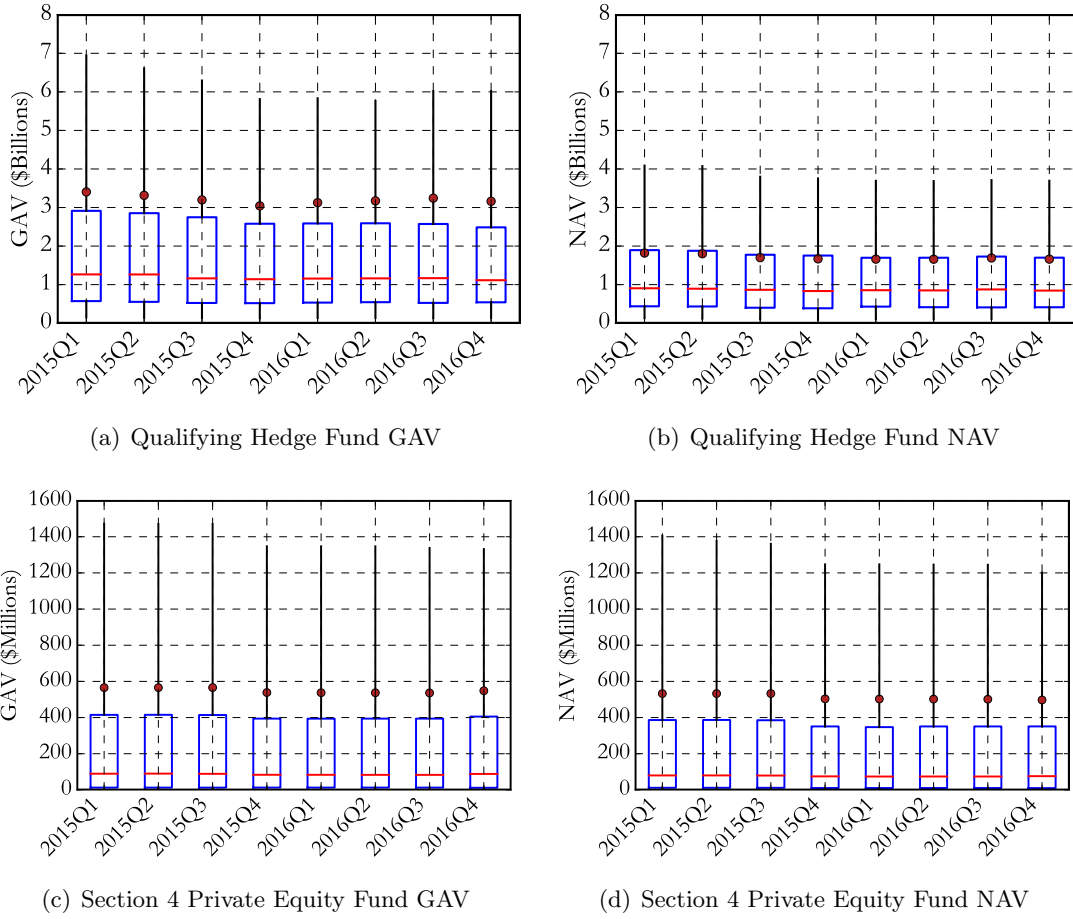 8
7
6
5
4
3
2
1
0
GAV ($Billions)
2015Q1
2015Q2
2015Q3
2015Q4
2016Q1
2016Q2
2016Q3
2016Q4
(a) Qualifying Hedge Fund GAV
8
7
6
5
4
3
2
1
0
NAV ($Billions)
2015Q1
2015Q2
2015Q3
2015Q4
2016Q1
2016Q2
2016Q3
2016Q4
(b) Qualifying Hedge Fund NAV
1600
1400
1200
1000
800
600
400
200
0
GAV ($Millions)
2015Q1
2015Q2
2015Q3
2015Q4
2016Q1
2016Q2
2016Q3
2016Q4
(c) Section 4 Private Equity Fund GAV
1600
1400
1200
1000
800
600
400
200
0
NAV ($Millions)
2015Q1
2015Q2
2015Q3
2015Q4
2016Q1
2016Q2
2016Q3
2016Q4
(d) Section 4 Private Equity Fund NAV